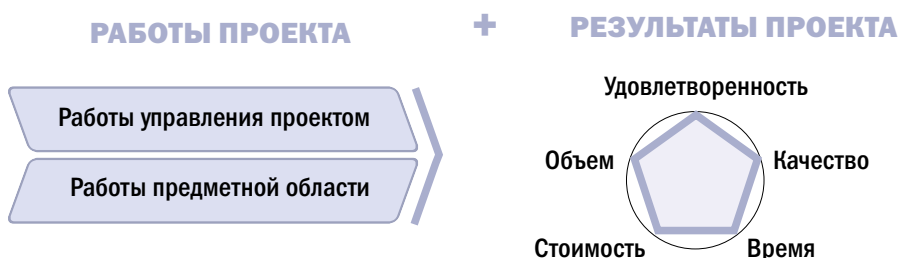 РАБОТЫ ПРОЕКТА + РЕЗУЛЬТАТЫ ПРОЕКТА
Работы управления проектом
Работы предметной области
Удовлетворенность
Объем
Качество
Стоимость
Время